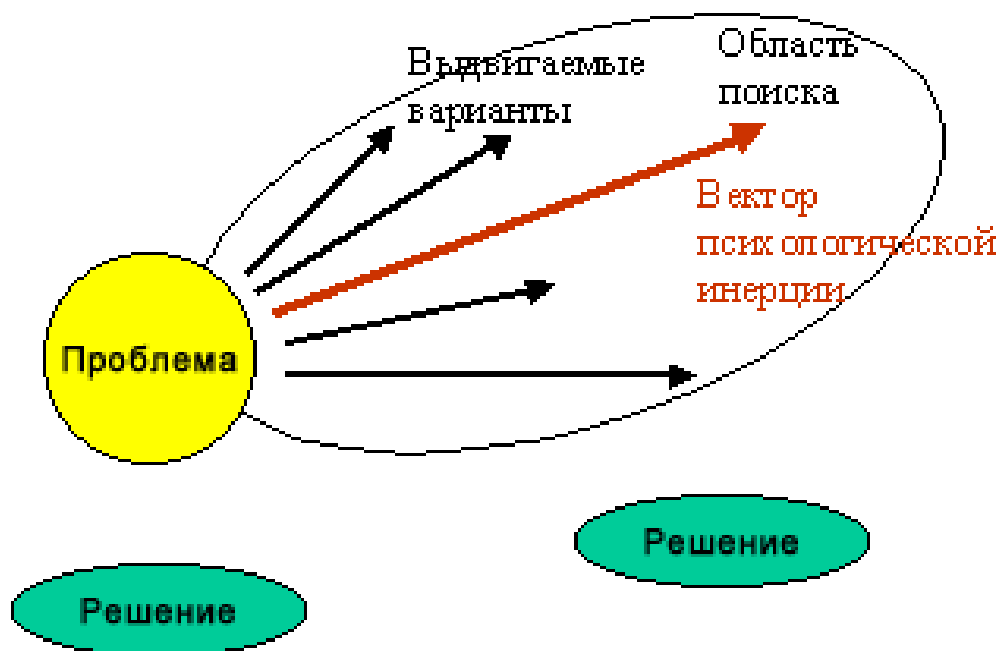 Выдвигаемые
варианты
Область
поиска
Вектор
психологической
инерции
Проблема
Решение
Решение